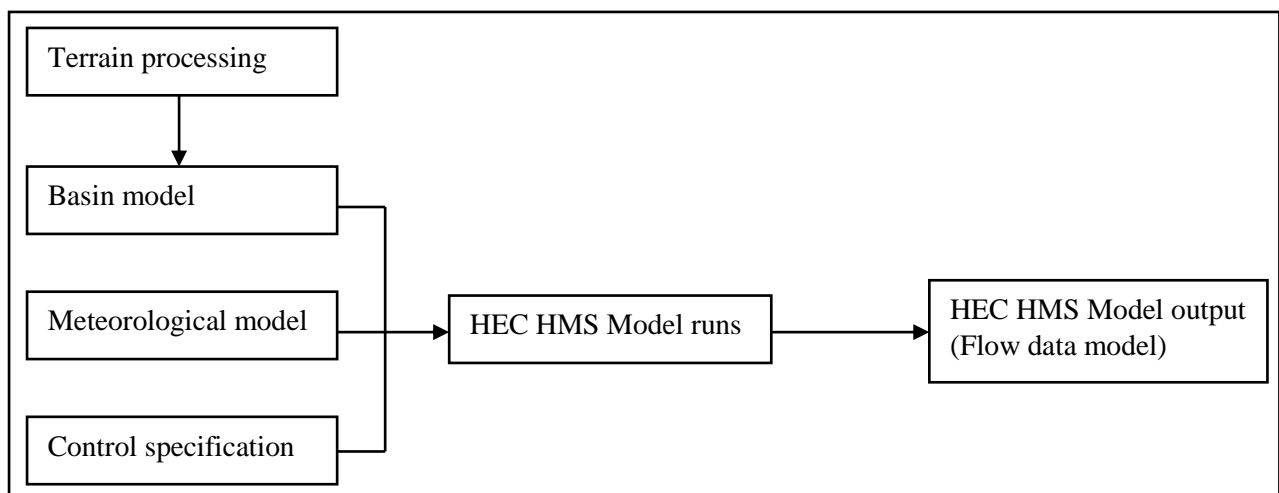 Terrain processing
Basin model
Meteorological model
Control specification
HEC HMS Model runs
HEC HMS Model output
(Flow data model)